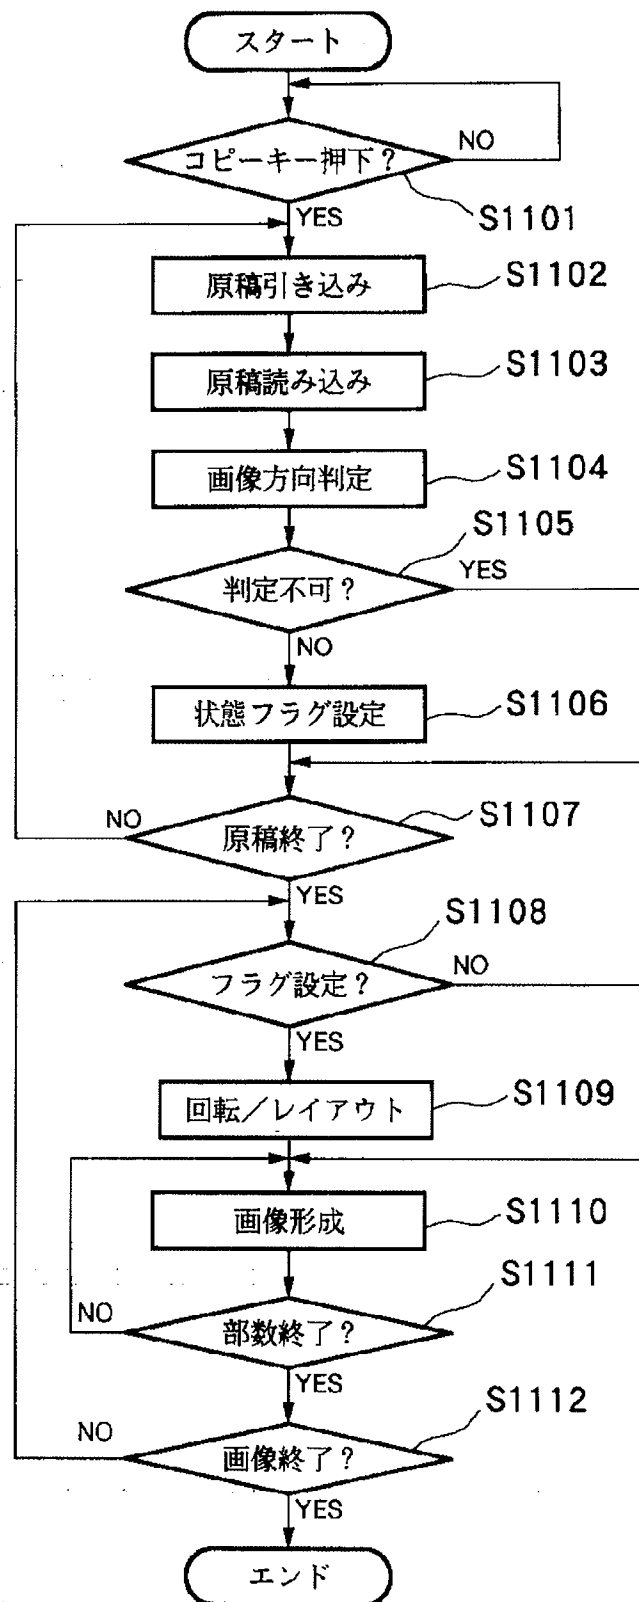 スタート
コピーキー押下？
NO
S1101
YES
原稿引き込み
S1102
原稿読み込み
S1103
画像方向判定
S1104
S1105
判定不可？
YES
NO
状態フラグ設定
S1106
原稿終了？
NO
S1107
YES
S1108
フラグ設定？
NO
YES
回転／レイアウト
S1109
画像形成
S1110
S1111
部数終了？
NO
YES
S1112
画像終了？
NO
YES
エンド